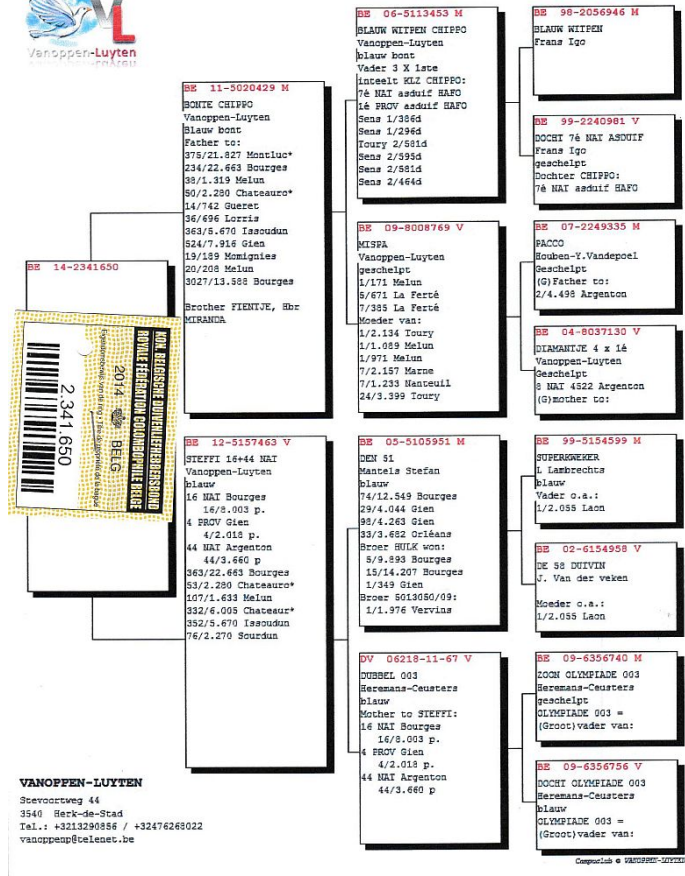 VL
Vanoppen-Luyten
BE 14-2341650
KON. BELGISCHE DUIVENLIEFHEBBERSBOND
ROYALE FÉDÉRATION COLOMBOPHILE BELGE
2014 BELG
2.341.650
BE 11-5020429 M
BONTE CHIPPO
Vanoppen-Luyten
Blauw bont
Father to:
375/21.827 Montluc*
234/22.663 Bourges
38/1.319 Melun
50/2.280 Chateauro*
14/742 Gueret
36/696 Lorris
363/5.670 Issoudun
524/7.916 Gien
19/189 Momignies
20/208 Melun
3027/13.588 Bourges
Brother FIENTJE, Hbr
MIRANDA
BE 12-5157463 V
STEFFI 16+44 NAT
Vanoppen-Luyten
blauw
16 NAT Bourges
16/8.003 p.
4 PROV Gien
4/2.018 p.
44 NAT Argenton
44/3.660 p
363/22.663 Bourges
53/2.280 Chateauro*
107/1.633 Melun
332/6.005 Chateaur*
352/5.670 Issoudun
76/2.270 Sourdun
BE 06-5113453 M
BLAUW WITPEN CHIPPO
Vanoppen-Luyten
blauw bont
Vader 3 X 1ste
inteelt KLZ CHIPPO:
7é NAT asduif HAFO
1é PROV asduif HAFO
Sens 1/386d
Sens 1/296d
Toury 2/581d
Sens 2/595d
Sens 2/581d
Sens 2/464d
BE 09-8008769 V
MISPA
Vanoppen-Luyten
geschelpt
1/171 Melun
5/671 La Ferté
7/385 La Ferté
Moeder van:
1/2.134 Toury
1/1.089 Melun
1/971 Melun
7/2.157 Marne
7/1.233 Nanteuil
24/3.399 Toury
BE 05-5105951 M
DEN 51
Mantels Stefan
blauw
74/12.549 Bourges
29/4.044 Gien
98/4.263 Gien
33/3.682 Orléans
Broer HULK won:
5/9.893 Bourges
15/14.207 Bourges
1/349 Gien
Broer 5013050/09:
1/1.976 Vervins
DV 06218-11-67 V
DUBBEL 003
Heremans-Ceusters
blauw
Mother to STEFFI:
16 NAT Bourges
16/8.003 p.
4 PROV Gien
4/2.018 p.
44 NAT Argenton
44/3.660 p
BE 98-2056946 M
BLAUW WITPEN
Frans Igo
BE 99-2240981 V
DOCHT 7é NAT ASDUIF
Frans Igo
geschelpt
Dochter CHIPPO:
7é NAT asduif HAFO
BE 07-2249335 M
PACCO
Houben-Y.Vandepoel
Geschelpt
(G)Father to:
2/4.498 Argenton
BE 04-8037130 V
DIAMANTJE 4 x 1é
Vanoppen-Luyten
Geschelpt
8 NAT 4522 Argenton
(G)mother to:
BE 99-5154599 M
SUPERKWEKER
L Lambrechts
blauw
Vader o.a.:
1/2.055 Laon
BE 02-6154958 V
DE 58 DUIVIN
J. Van der veken
Moeder o.a.:
1/2.055 Laon
BE 09-6356740 M
ZOON OLYMPIADE 003
Heremans-Ceusters
geschelpt
OLYMPIADE 003 =
(Groot)vader van:
BE 09-6356756 V
DOCHT OLYMPIADE 003
Heremans-Ceusters
blauw
OLYMPIADE 003 =
(Groot)vader van:
VANOPPEN-LUYTEN
Stevoortweg 44
3540 Herk-de-Stad
Tel.: +3213290856 / +32476268022
vanoppenp@telenet.be
Compuclub © VANOPPEN-LUYTEN